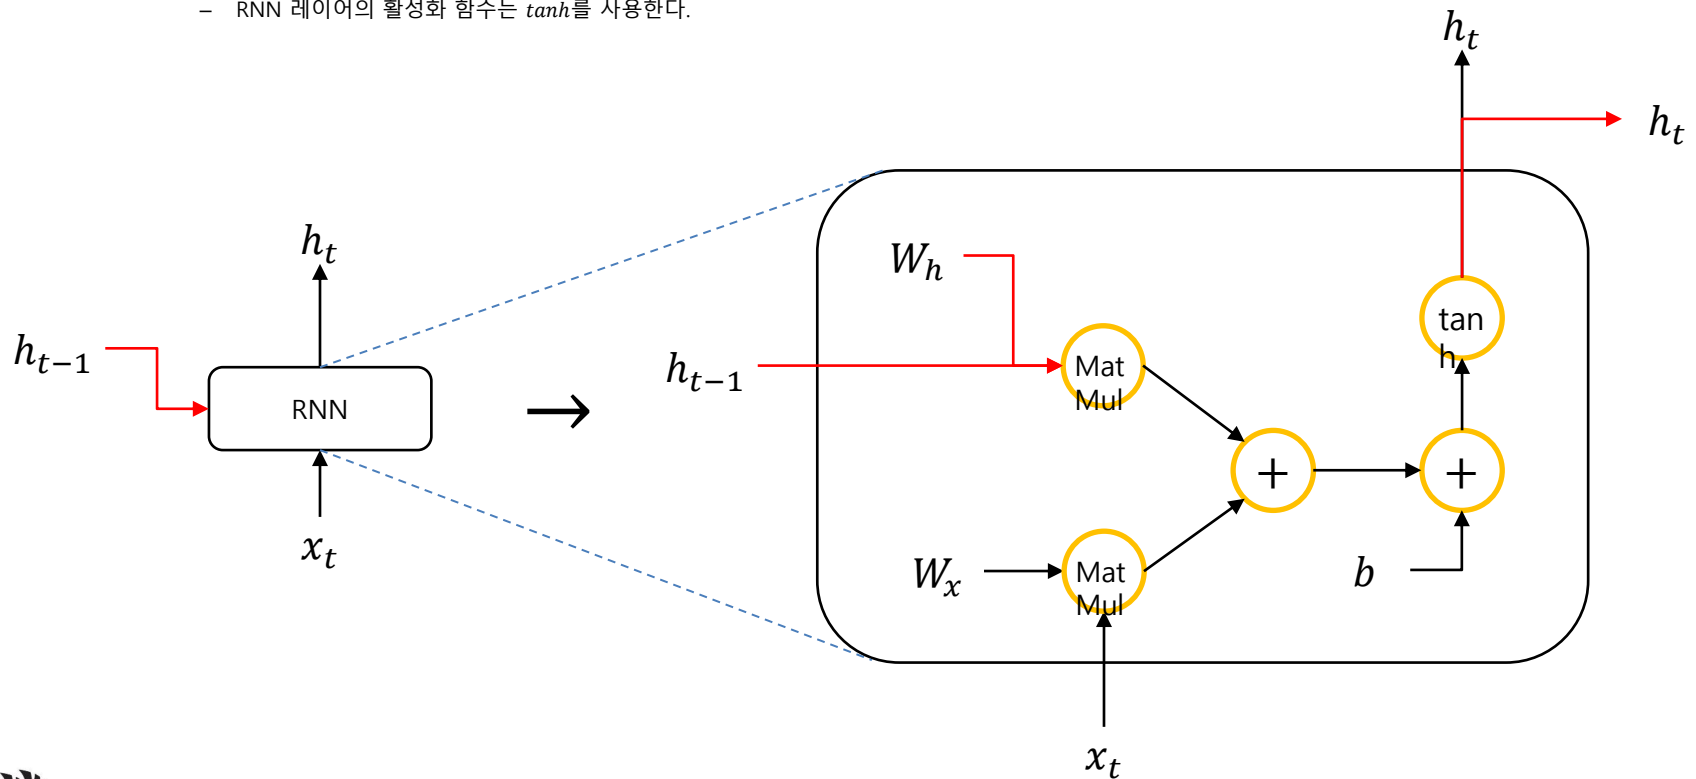 – RNN 레이어의 활성화 함수는 tanh를 사용한다.
h_t
h_t
h_t
h_{t-1}
RNN
x_t
→
W_h
h_{t-1}
Mat
Mul
tan
h
+
+
W_x
Mat
Mul
b
x_t